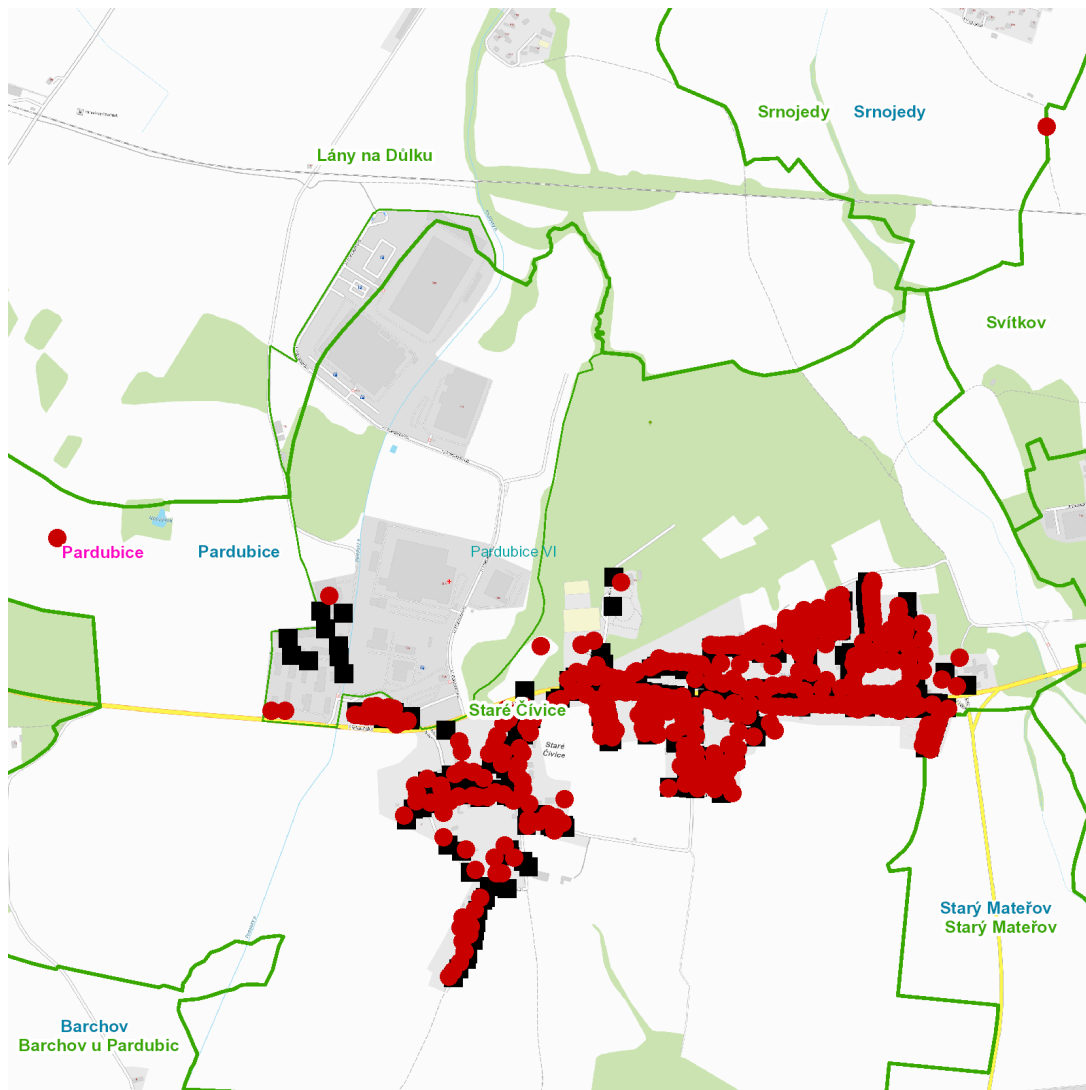 Srnojedy Srnojedy
Lány na Důlku
Svítkov
Pardubice Pardubice
Pardubice VI
Staré Čívice
Staré
Čívice
Starý Mateřov
Starý Mateřov
Barchov
Barchov u Pardubic